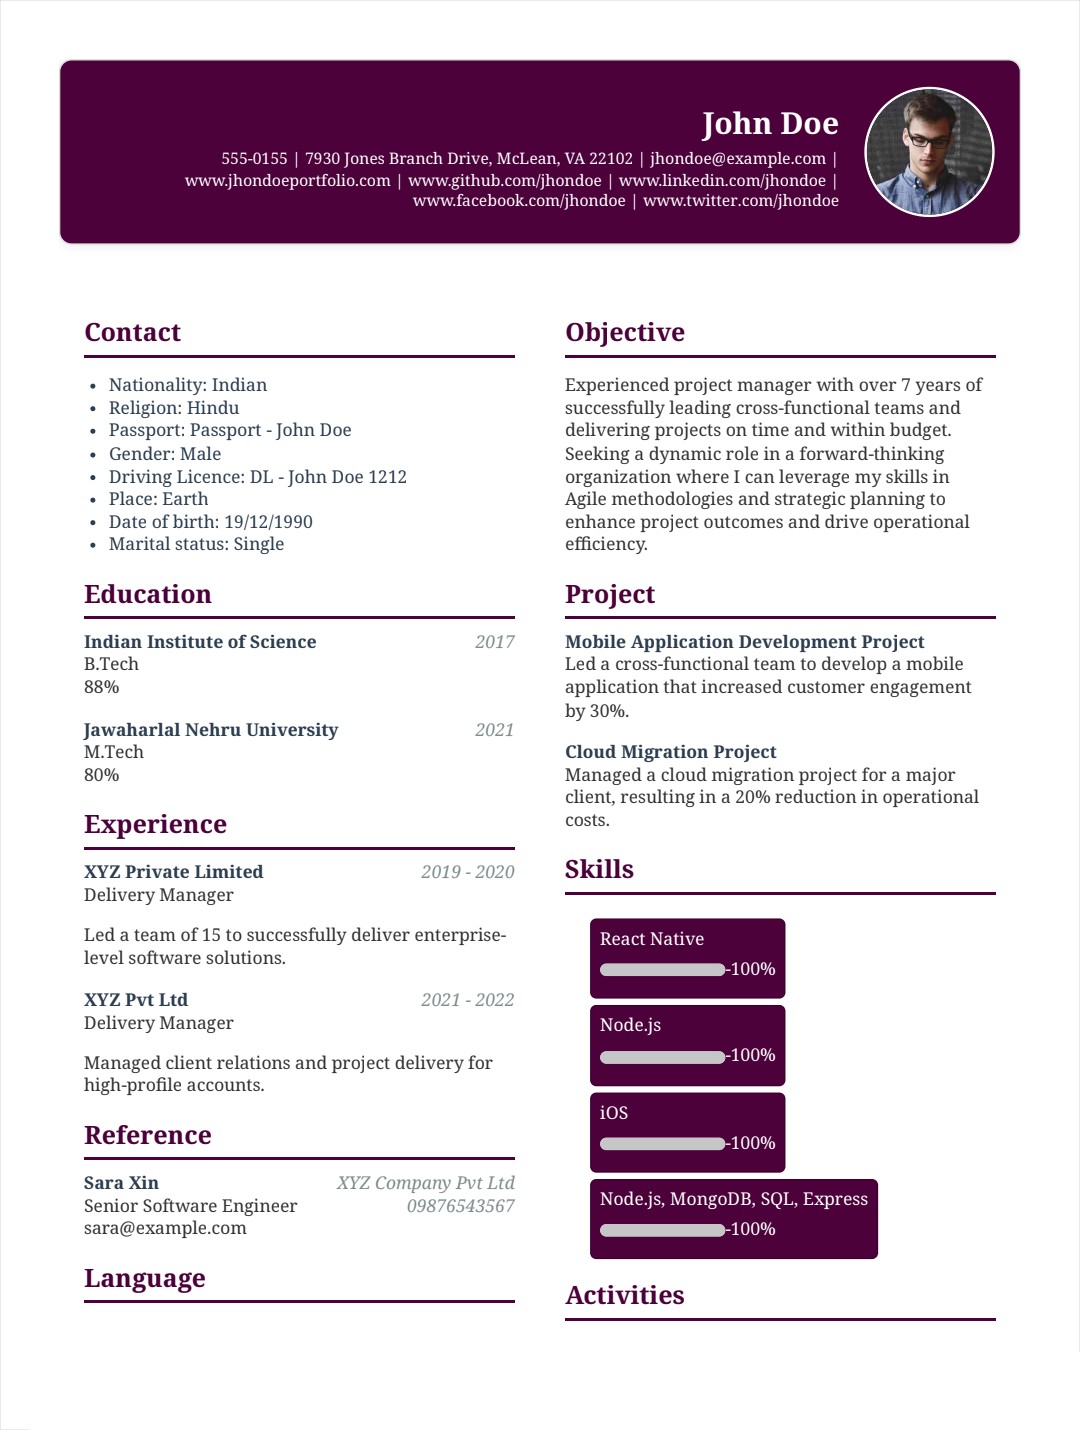 John Doe
555-0155 | 7930 Jones Branch Drive, McLean, VA 22102 | jhondoe@example.com |
www.jhondoeportfolio.com | www.github.com/jhondoe | www.linkedin.com/jhondoe |
www.facebook.com/jhondoe | www.twitter.com/jhondoe
Contact
• Nationality: Indian
• Religion: Hindu
• Passport: Passport - John Doe
• Gender: Male
• Driving Licence: DL - John Doe 1212
• Place: Earth
• Date of birth: 19/12/1990
• Marital status: Single
Education
Indian Institute of Science 2017
B.Tech
88%
Jawaharlal Nehru University 2021
M.Tech
80%
Experience
XYZ Private Limited 2019 - 2020
Delivery Manager
Led a team of 15 to successfully deliver enterprise-
level software solutions.
XYZ Pvt Ltd 2021 - 2022
Delivery Manager
Managed client relations and project delivery for
high-profile accounts.
Reference
Sara Xin XYZ Company Pvt Ltd
Senior Software Engineer 09876543567
sara@example.com
Language
Objective
Experienced project manager with over 7 years of
successfully leading cross-functional teams and
delivering projects on time and within budget.
Seeking a dynamic role in a forward-thinking
organization where I can leverage my skills in
Agile methodologies and strategic planning to
enhance project outcomes and drive operational
efficiency.
Project
Mobile Application Development Project
Led a cross-functional team to develop a mobile
application that increased customer engagement
by 30%.
Cloud Migration Project
Managed a cloud migration project for a major
client, resulting in a 20% reduction in operational
costs.
Skills
React Native
-100%
Node.js
-100%
iOS
-100%
Node.js, MongoDB, SQL, Express
-100%
Activities